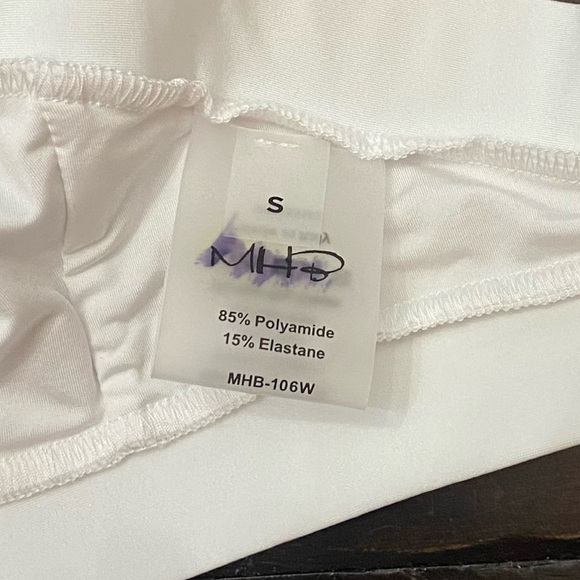 S
MHB
85% Polyamide
15% Elastane
MHB-106W